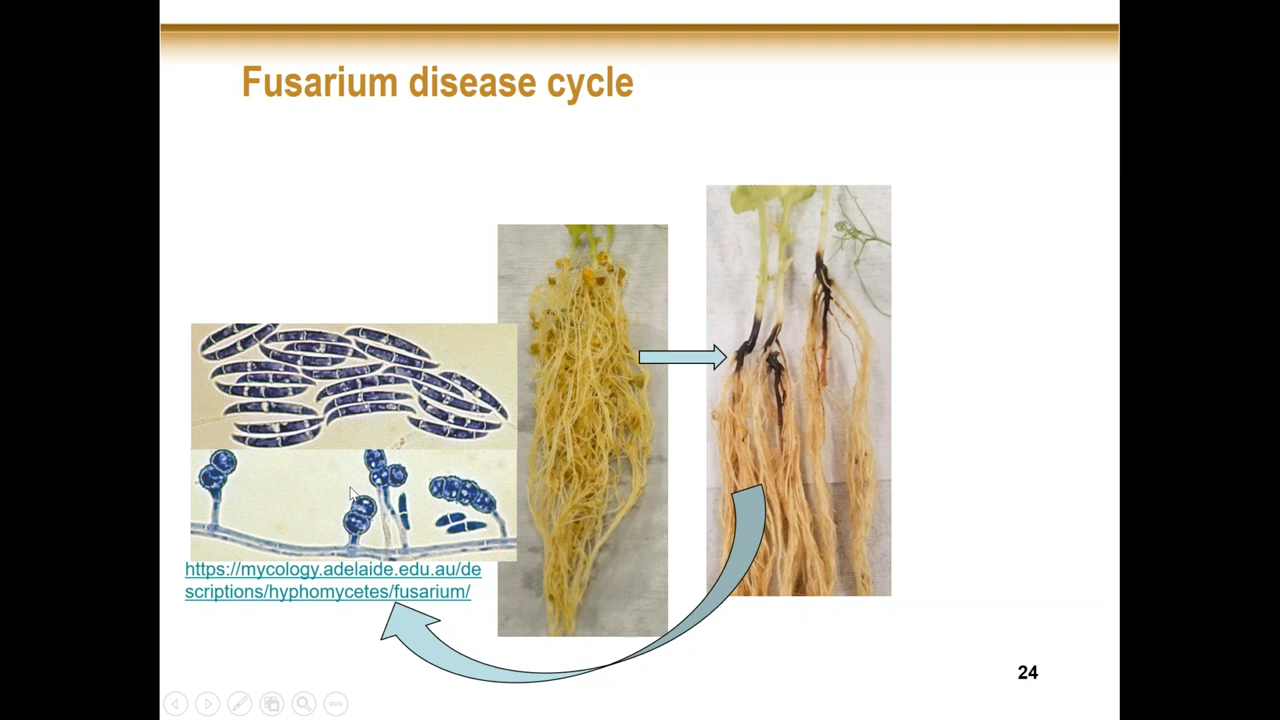 Fusarium disease cycle
https://mycology.adelaide.edu.au/de
scriptions/hyphomycetes/fusarium/
24